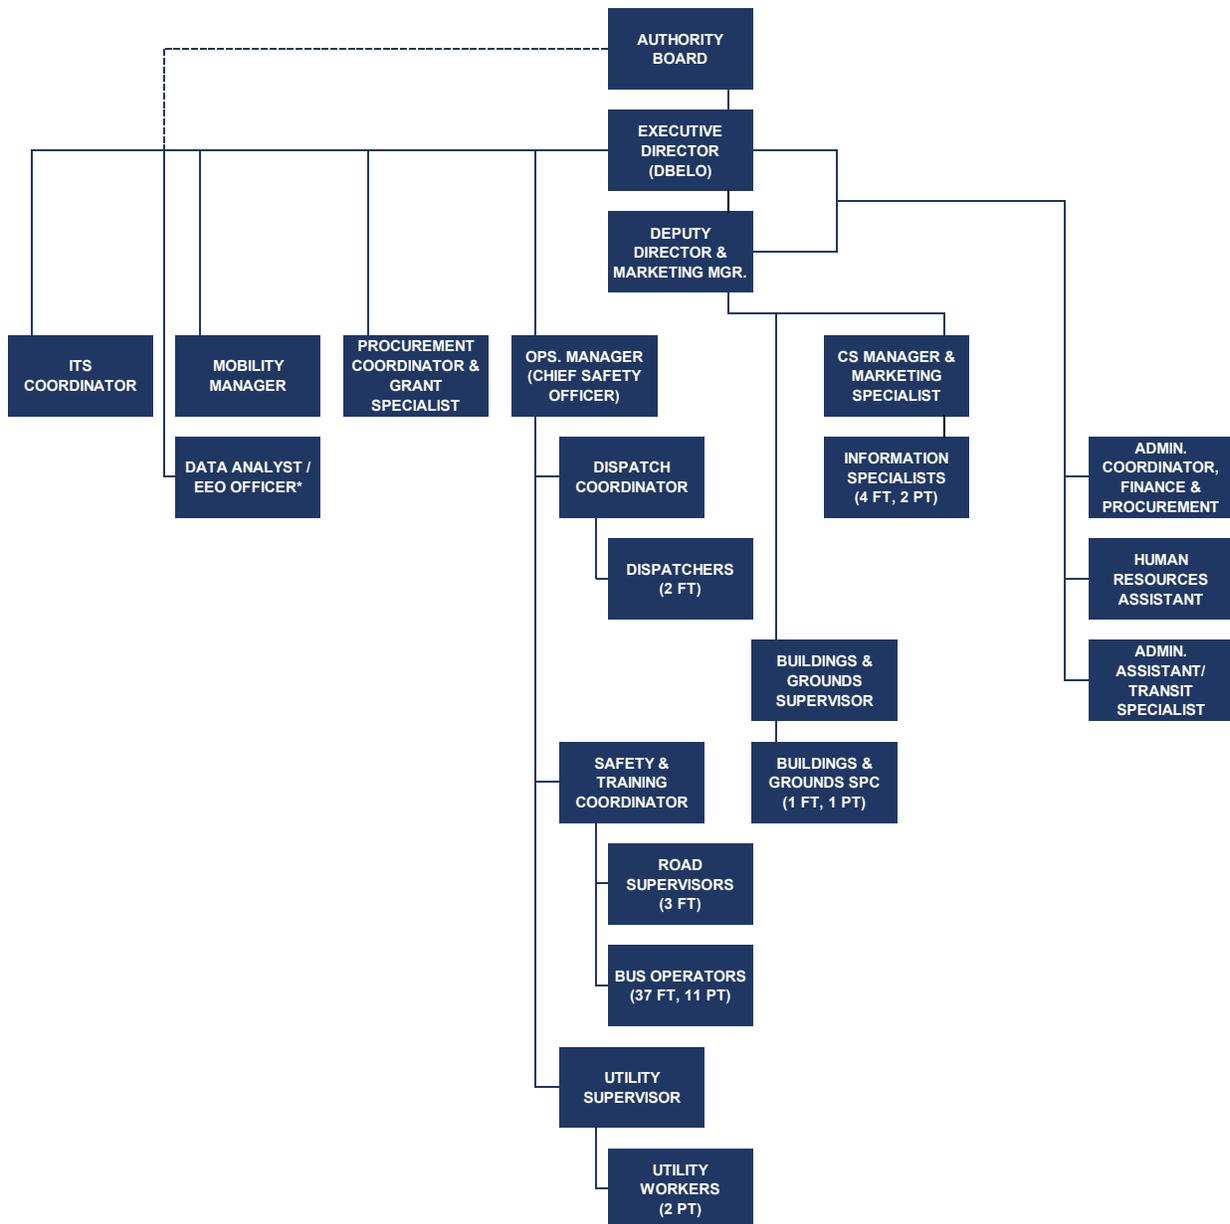 AUTHORITY
BOARD
EXECUTIVE
DIRECTOR
(DBELO)
DEPUTY
DIRECTOR &
MARKETING MGR.
ITS
COORDINATOR
MOBILITY
MANAGER
PROCUREMENT
COORDINATOR &
GRANT
SPECIALIST
OPS. MANAGER
(CHIEF SAFETY
OFFICER)
CS MANAGER &
MARKETING
SPECIALIST
DATA ANALYST /
EEO OFFICER*
DISPATCH
COORDINATOR
INFORMATION
SPECIALISTS
(4 FT, 2 PT)
ADMIN.
COORDINATOR,
FINANCE &
PROCUREMENT
DISPATCHERS
(2 FT)
HUMAN
RESOURCES
ASSISTANT
BUILDINGS &
GROUNDS
SUPERVISOR
ADMIN.
ASSISTANT/
TRANSIT
SPECIALIST
SAFETY &
TRAINING
COORDINATOR
BUILDINGS &
GROUNDS SPC
(1 FT, 1 PT)
ROAD
SUPERVISORS
(3 FT)
BUS OPERATORS
(37 FT, 11 PT)
UTILITY
SUPERVISOR
UTILITY
WORKERS
(2 PT)